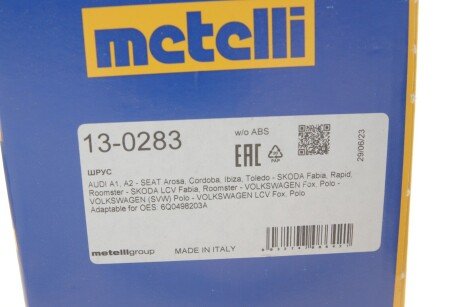 metelli
13-0283
w/o ABS
ШРУС
EAC
PAP
29/06/23
AUDI A1, A2 - SEAT Arosa, Cordoba, Ibiza, Toledo - SKODA Fabia, Rapid,
Roomster - SKODA LCV Fabia, Roomster - VOLKSWAGEN Fox, Polo -
VOLKSWAGEN (SVW) Polo - VOLKSWAGEN LCV Fox, Polo
Adaptable for OES: 6Q0498203A
metelligroup
MADE IN ITALY